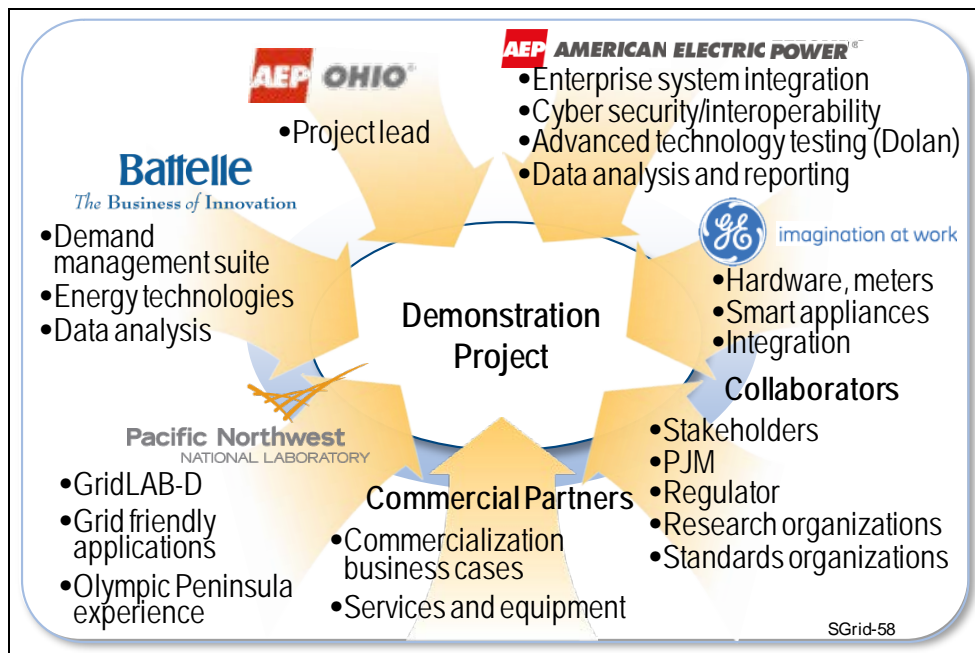 AEP OHIO®
•Project lead
AEP AMERICAN ELECTRIC POWER®
•Enterprise system integration
•Cyber security/interoperability
•Advanced technology testing (Dolan)
•Data analysis and reporting
Battelle
The Business of Innovation
•Demand
management suite
•Energy technologies
•Data analysis
GE imagination at work
•Hardware, meters
•Smart appliances
•Integration
Demonstration
Project
Collaborators
•Stakeholders
•PJM
•Regulator
•Research organizations
•Standards organizations
Pacific Northwest
NATIONAL LABORATORY
•GridLAB-D
•Grid friendly
applications
•Olympic Peninsula
experience
Commercial Partners
•Commercialization
business cases
•Services and equipment
SGrid-58